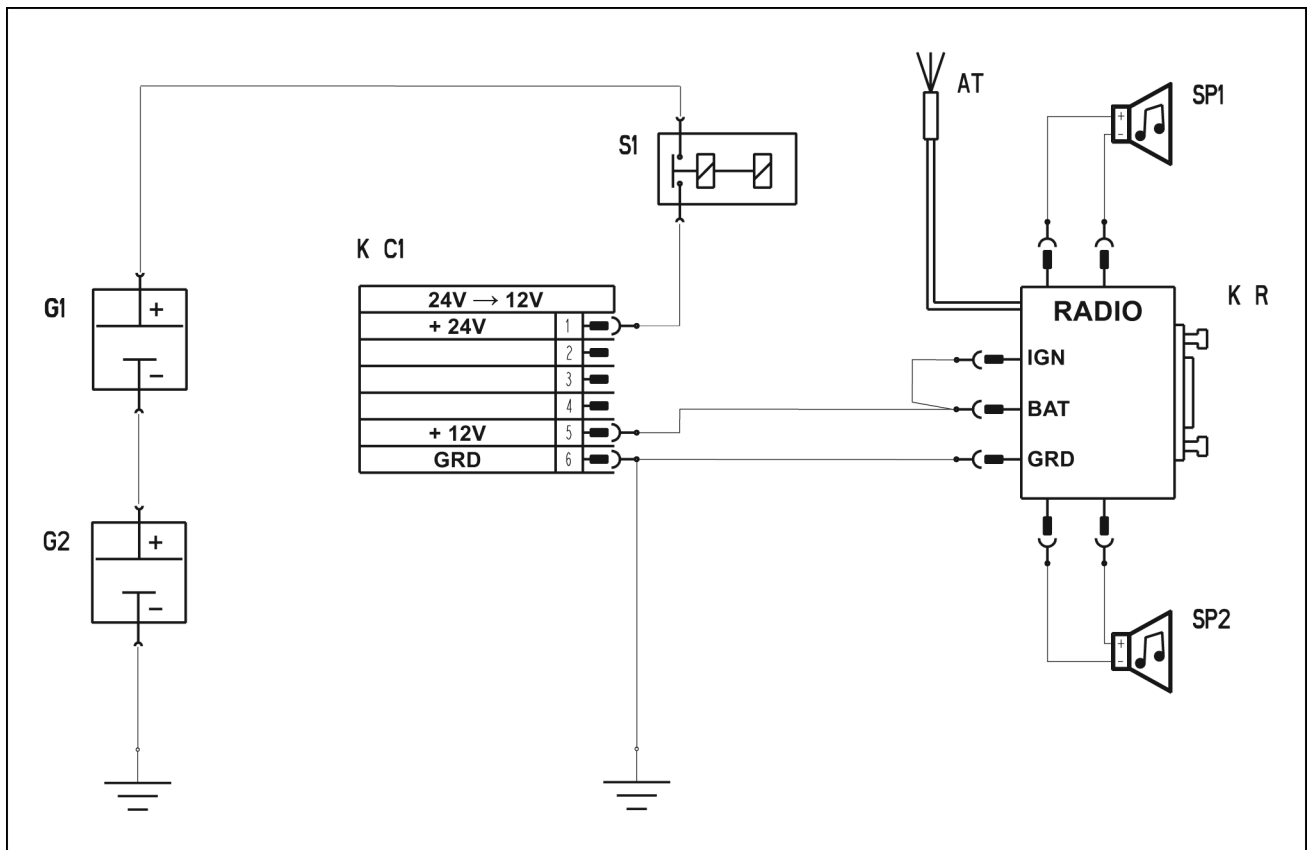 AT
SP1
S1
K C1
G1
+
−
24V → 12V
+ 24V 1
2
3
4
+ 12V 5
GRD 6
K R
RADIO
IGN
BAT
GRD
+
−
G2
+
−
SP2
+
−